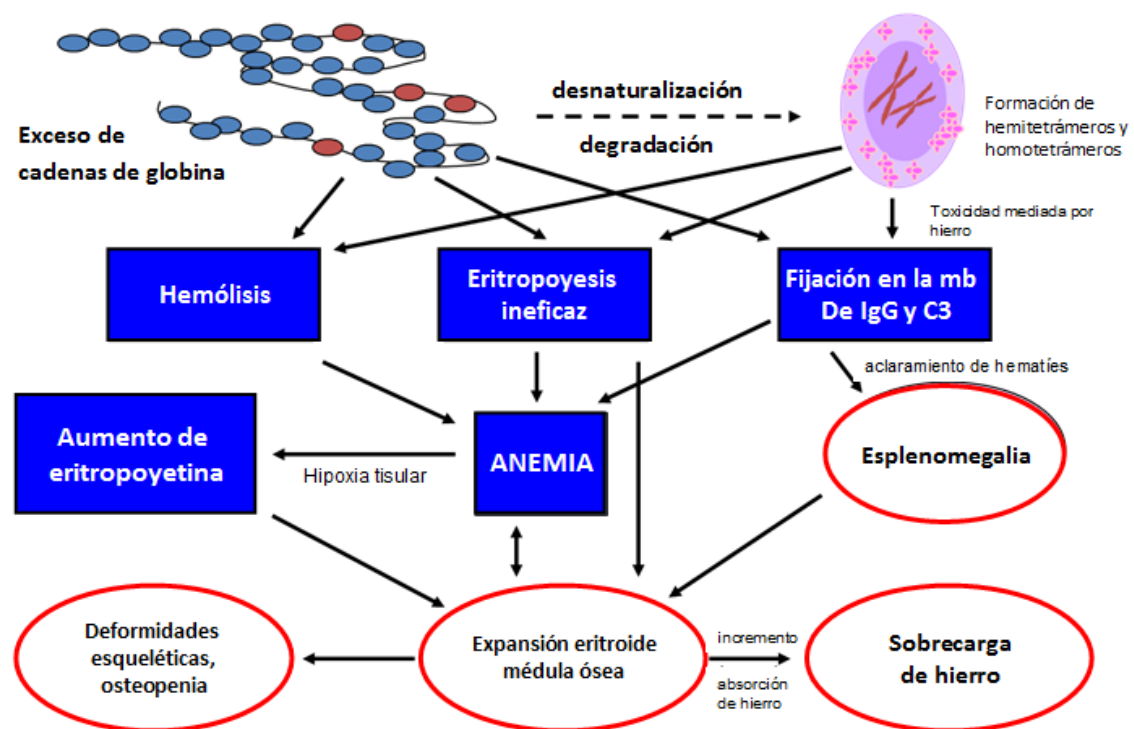 desnaturalización
degradación
Exceso de
cadenas de globina
Formación de
hemitetrámeros y
homotetrámeros
Toxicidad mediada por
hierro
Hemólisis
Eritropoyesis
ineficaz
Fijación en la mb
De IgG y C3
aclaramiento de hematíes
Aumento de
eritropoyetina
Hipoxia tisular
ANEMIA
Esplenomegalia
Deformidades
esqueléticas,
osteopenia
Expansión eritroide
médula ósea
incremento
absorción
de hierro
Sobrecarga
de hierro